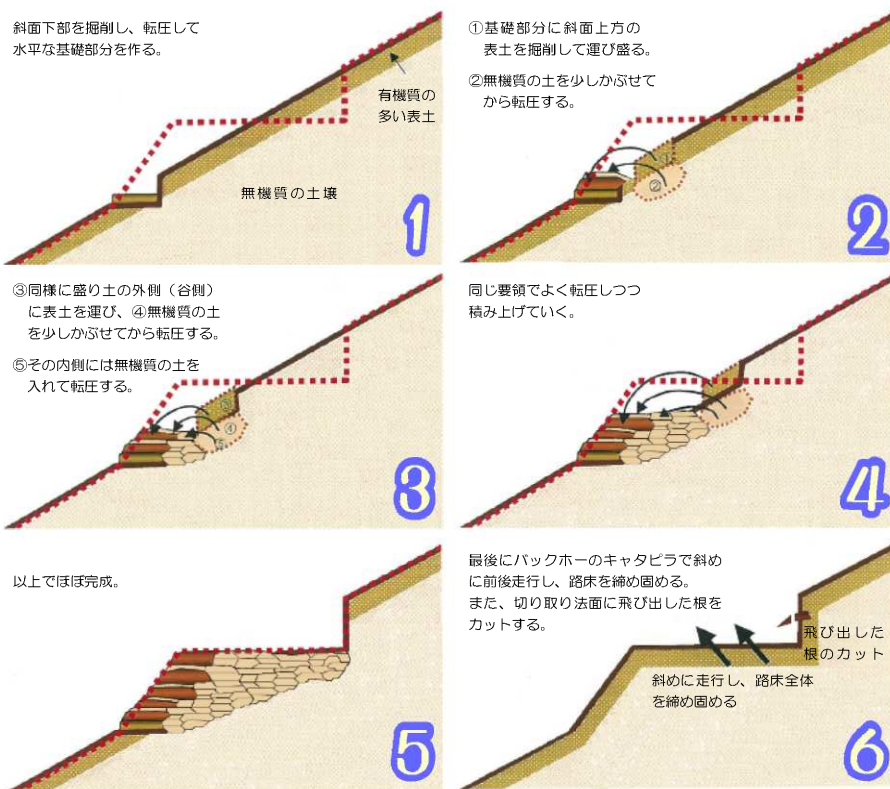 斜面下部を掘削し、転圧して
水平な基礎部分を作る。
有機質の
多い表土
無機質の土壌
1
①基礎部分に斜面上方の
表土を掘削して運び盛る。
②無機質の土を少しかぶせて
から転圧する。
①
②
2
③同様に盛り土の外側（谷側）
に表土を運び、④無機質の土
を少しかぶせてから転圧する。
⑤その内側には無機質の土を
入れて転圧する。
③
④
⑤
3
同じ要領でよく転圧しつつ
積み上げていく。
4
以上でほぼ完成。
5
最後にバックホーのキャタピラで斜め
に前後走行し、路床を締め固める。
また、切り取り法面に飛び出した根を
カットする。
飛び出した
根のカット
斜めに走行し、路床全体
を締め固める
6